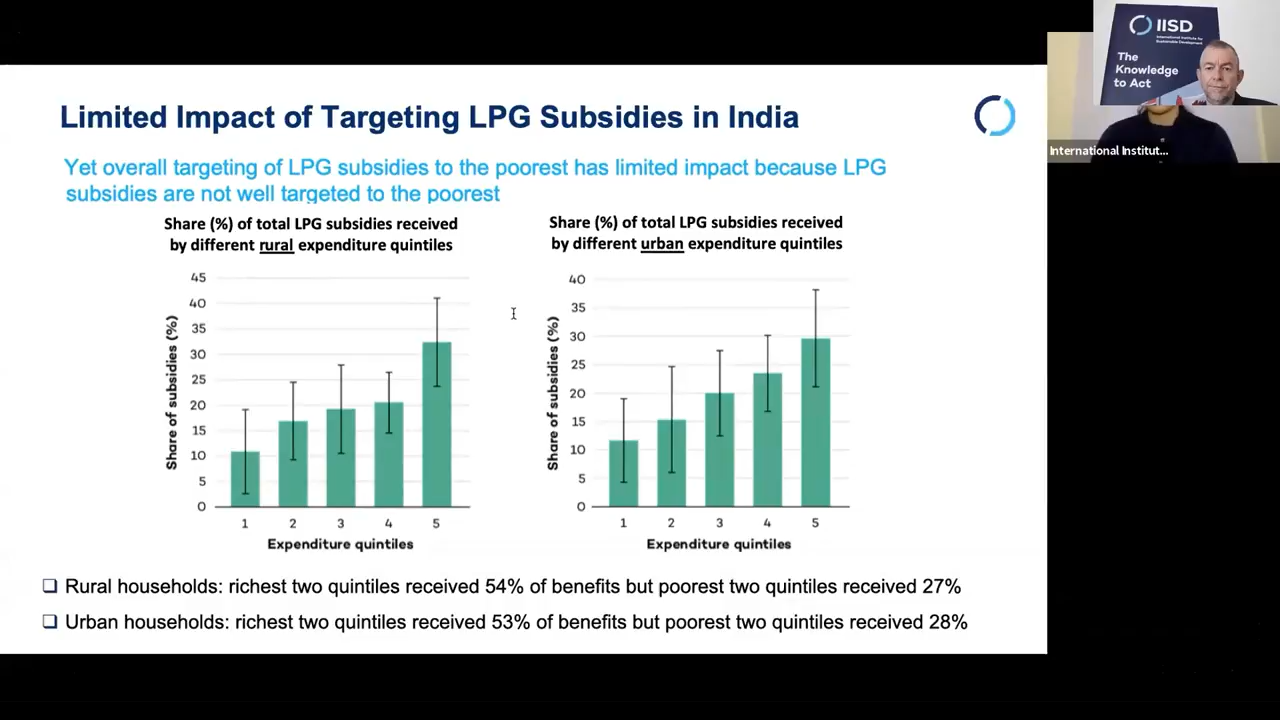 Limited Impact of Targeting LPG Subsidies in India
Yet overall targeting of LPG subsidies to the poorest has limited impact because LPG
subsidies are not well targeted to the poorest
Share (%) of total LPG subsidies received
by different rural expenditure quintiles
45
40
35
30
25
20
15
10
5
0
Share of subsidies (%)
1 2 3 4 5
Expenditure quintiles
Share (%) of total LPG subsidies received
by different urban expenditure quintiles
40
35
30
25
20
15
10
5
0
Share of subsidies (%)
1 2 3 4 5
Expenditure quintiles
❑ Rural households: richest two quintiles received 54% of benefits but poorest two quintiles received 27%
❑ Urban households: richest two quintiles received 53% of benefits but poorest two quintiles received 28%
IISD
International Institute for
Sustainable Development
The
Knowledge
to Act
International Institut...